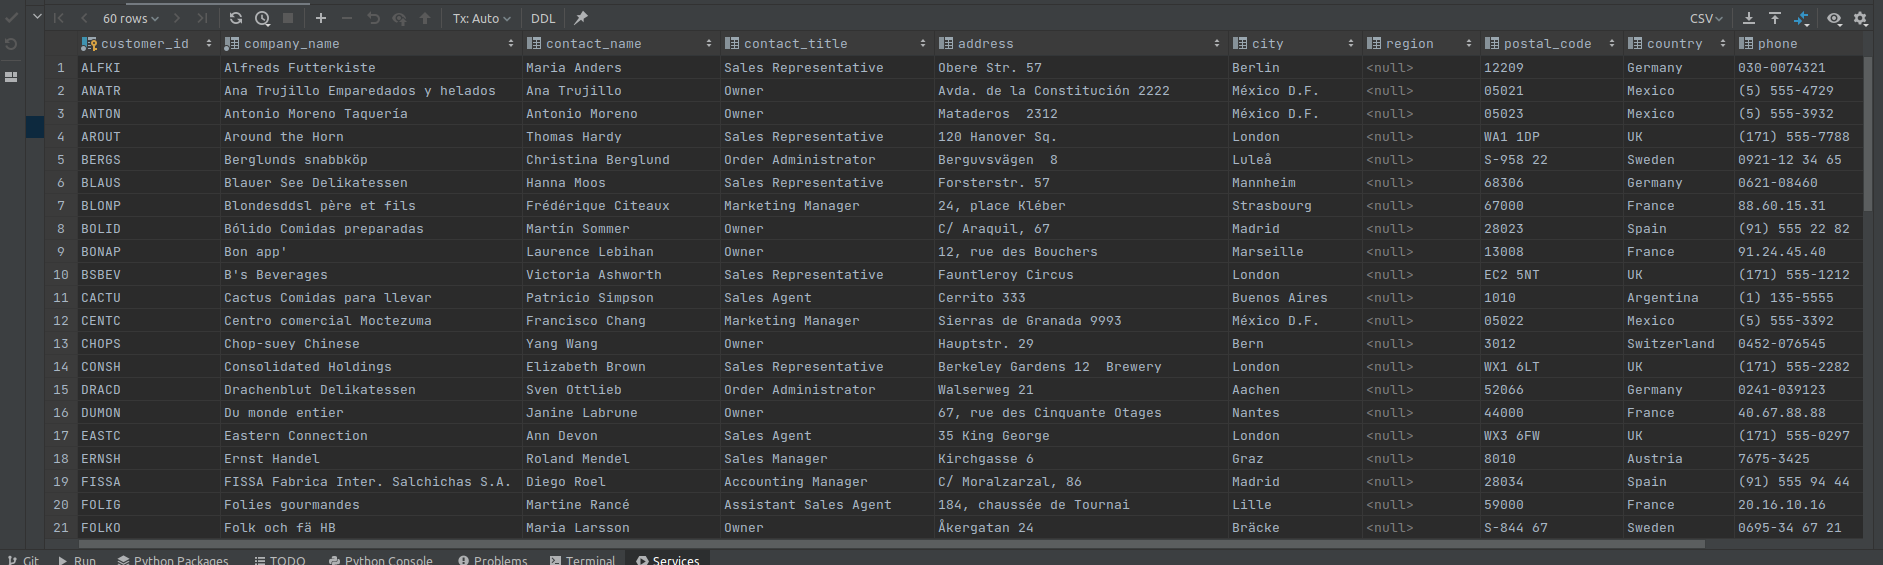 60 rows Tx: Auto DDL CSV
customer_id company_name contact_name contact_title address city region postal_code country phone
1 ALFKI Alfreds Futterkiste Maria Anders Sales Representative Obere Str. 57 Berlin <null> 12209 Germany 030-0074321
2 ANATR Ana Trujillo Emparedados y helados Ana Trujillo Owner Avda. de la Constitución 2222 México D.F. <null> 05021 Mexico (5) 555-4729
3 ANTON Antonio Moreno Taquería Antonio Moreno Owner Mataderos  2312 México D.F. <null> 05023 Mexico (5) 555-3932
4 AROUT Around the Horn Thomas Hardy Sales Representative 120 Hanover Sq. London <null> WA1 1DP UK (171) 555-7788
5 BERGS Berglunds snabbköp Christina Berglund Order Administrator Berguvsvägen  8 Luleå <null> S-958 22 Sweden 0921-12 34 65
6 BLAUS Blauer See Delikatessen Hanna Moos Sales Representative Forsterstr. 57 Mannheim <null> 68306 Germany 0621-08460
7 BLONP Blondesddsl père et fils Frédérique Citeaux Marketing Manager 24, place Kléber Strasbourg <null> 67000 France 88.60.15.31
8 BOLID Bólido Comidas preparadas Martín Sommer Owner C/ Araquil, 67 Madrid <null> 28023 Spain (91) 555 22 82
9 BONAP Bon app' Laurence Lebihan Owner 12, rue des Bouchers Marseille <null> 13008 France 91.24.45.40
10 BSBEV B's Beverages Victoria Ashworth Sales Representative Fauntleroy Circus London <null> EC2 5NT UK (171) 555-1212
11 CACTU Cactus Comidas para llevar Patricio Simpson Sales Agent Cerrito 333 Buenos Aires <null> 1010 Argentina (1) 135-5555
12 CENTC Centro comercial Moctezuma Francisco Chang Marketing Manager Sierras de Granada 9993 México D.F. <null> 05022 Mexico (5) 555-3392
13 CHOPS Chop-suey Chinese Yang Wang Owner Hauptstr. 29 Bern <null> 3012 Switzerland 0452-076545
14 CONSH Consolidated Holdings Elizabeth Brown Sales Representative Berkeley Gardens 12  Brewery London <null> WX1 6LT UK (171) 555-2282
15 DRACD Drachenblut Delikatessen Sven Ottlieb Order Administrator Walserweg 21 Aachen <null> 52066 Germany 0241-039123
16 DUMON Du monde entier Janine Labrune Owner 67, rue des Cinquante Otages Nantes <null> 44000 France 40.67.88.88
17 EASTC Eastern Connection Ann Devon Sales Agent 35 King George London <null> WX3 6FW UK (171) 555-0297
18 ERNSH Ernst Handel Roland Mendel Sales Manager Kirchgasse 6 Graz <null> 8010 Austria 7675-3425
19 FISSA FISSA Fabrica Inter. Salchichas S.A. Diego Roel Accounting Manager C/ Moralzarzal, 86 Madrid <null> 28034 Spain (91) 555 94 44
20 FOLIG Folies gourmandes Martine Rancé Assistant Sales Agent 184, chaussée de Tournai Lille <null> 59000 France 20.16.10.16
21 FOLKO Folk och fä HB Maria Larsson Owner Åkergatan 24 Bräcke <null> S-844 67 Sweden 0695-34 67 21
Git Run Python Packages TODO Python Console Problems Terminal Services